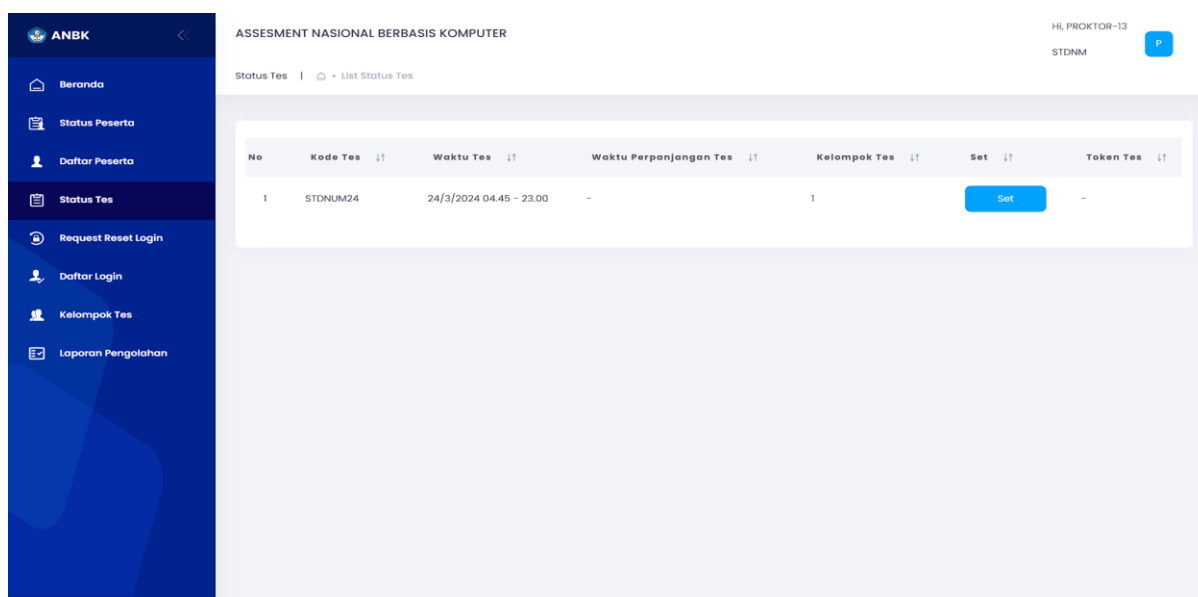 ANBK
Beranda
Status Peserta
Daftar Peserta
Status Tes
Request Reset Login
Daftar Login
Kelompok Tes
Laporan Pengolahan
ASSESMENT NASIONAL BERBASIS KOMPUTER
Hi, PROKTOR-13
STDNM
P
Status Tes | • List Status Tes
No Kode Tes Waktu Tes Waktu Perpanjangan Tes Kelompok Tes Set Token Tes
1 STDNUM24 24/3/2024 04.45 - 23.00 - 1 Set -